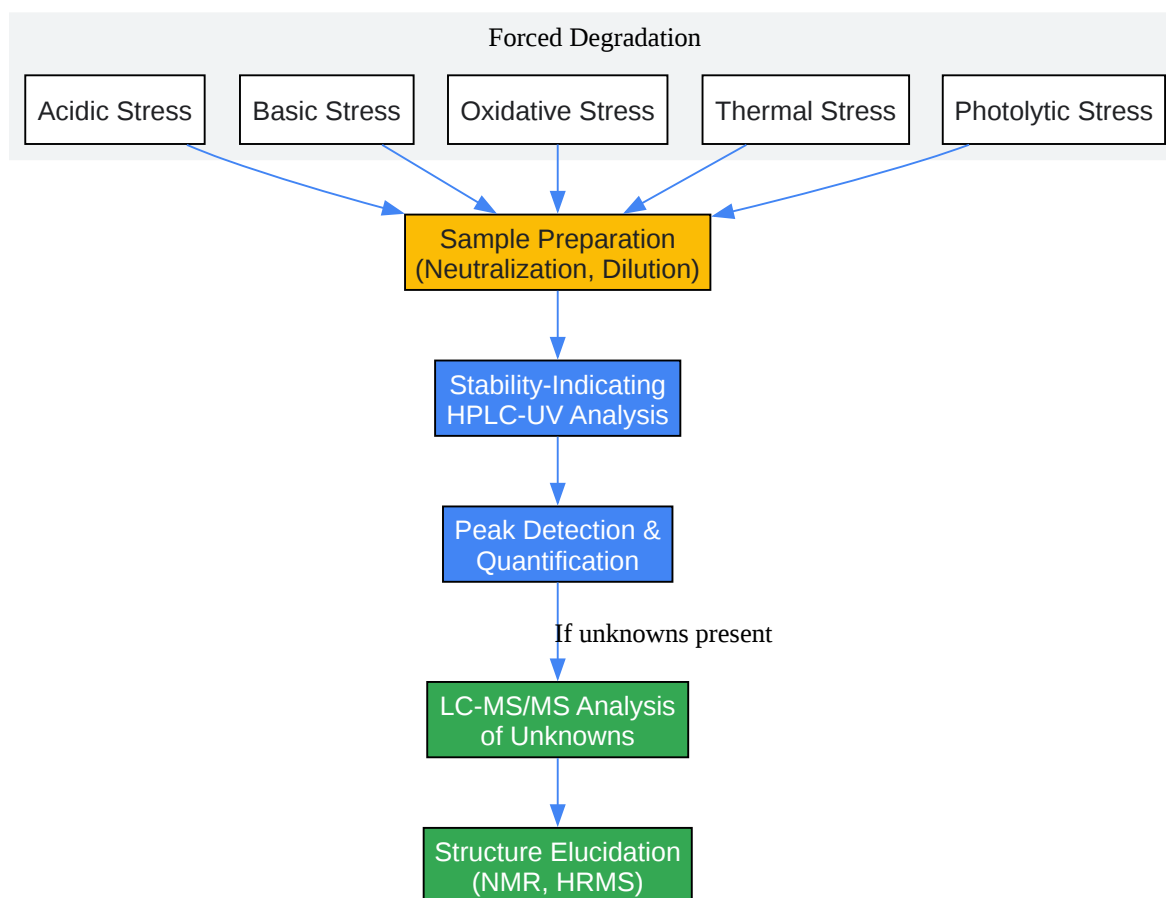 Forced Degradation
Acidic Stress
Basic Stress
Oxidative Stress
Thermal Stress
Photolytic Stress
Sample Preparation
(Neutralization, Dilution)
Stability-Indicating
HPLC-UV Analysis
Peak Detection &
Quantification
If unknowns present
LC-MS/MS Analysis
of Unknowns
Structure Elucidation
(NMR, HRMS)